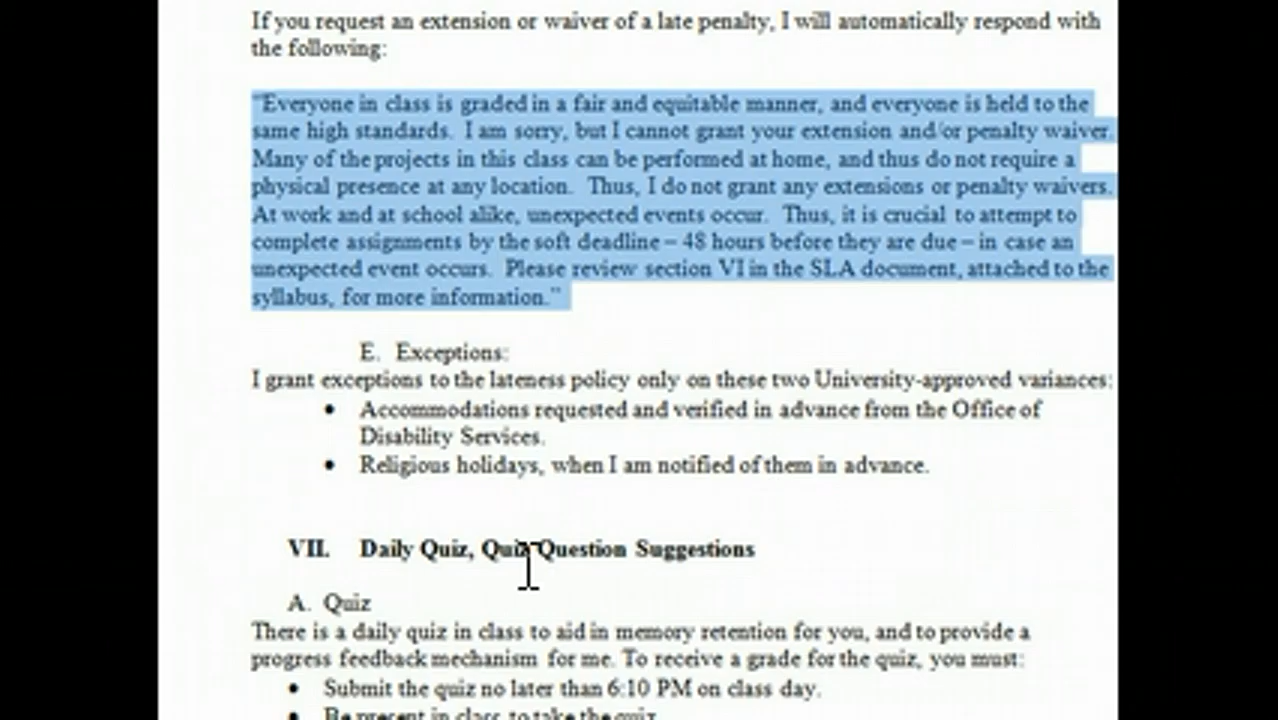 If you request an extension or waiver of a late penalty, I will automatically respond with
the following:
"Everyone in class is graded in a fair and equitable manner, and everyone is held to the
same high standards. I am sorry, but I cannot grant your extension and/or penalty waiver.
Many of the projects in this class can be performed at home, and thus do not require a
physical presence at any location. Thus, I do not grant any extensions or penalty waivers.
At work and at school alike, unexpected events occur. Thus, it is crucial to attempt to
complete assignments by the soft deadline – 48 hours before they are due – in case an
unexpected event occurs. Please review section VI in the SLA document, attached to the
syllabus, for more information."
E. Exceptions:
I grant exceptions to the lateness policy only on these two University-approved variances:
• Accommodations requested and verified in advance from the Office of
Disability Services.
• Religious holidays, when I am notified of them in advance.
VII. Daily Quiz, Quiz Question Suggestions
A. Quiz
There is a daily quiz in class to aid in memory retention for you, and to provide a
progress feedback mechanism for me. To receive a grade for the quiz, you must:
• Submit the quiz no later than 6:10 PM on class day.
• Be present in class to take the quiz